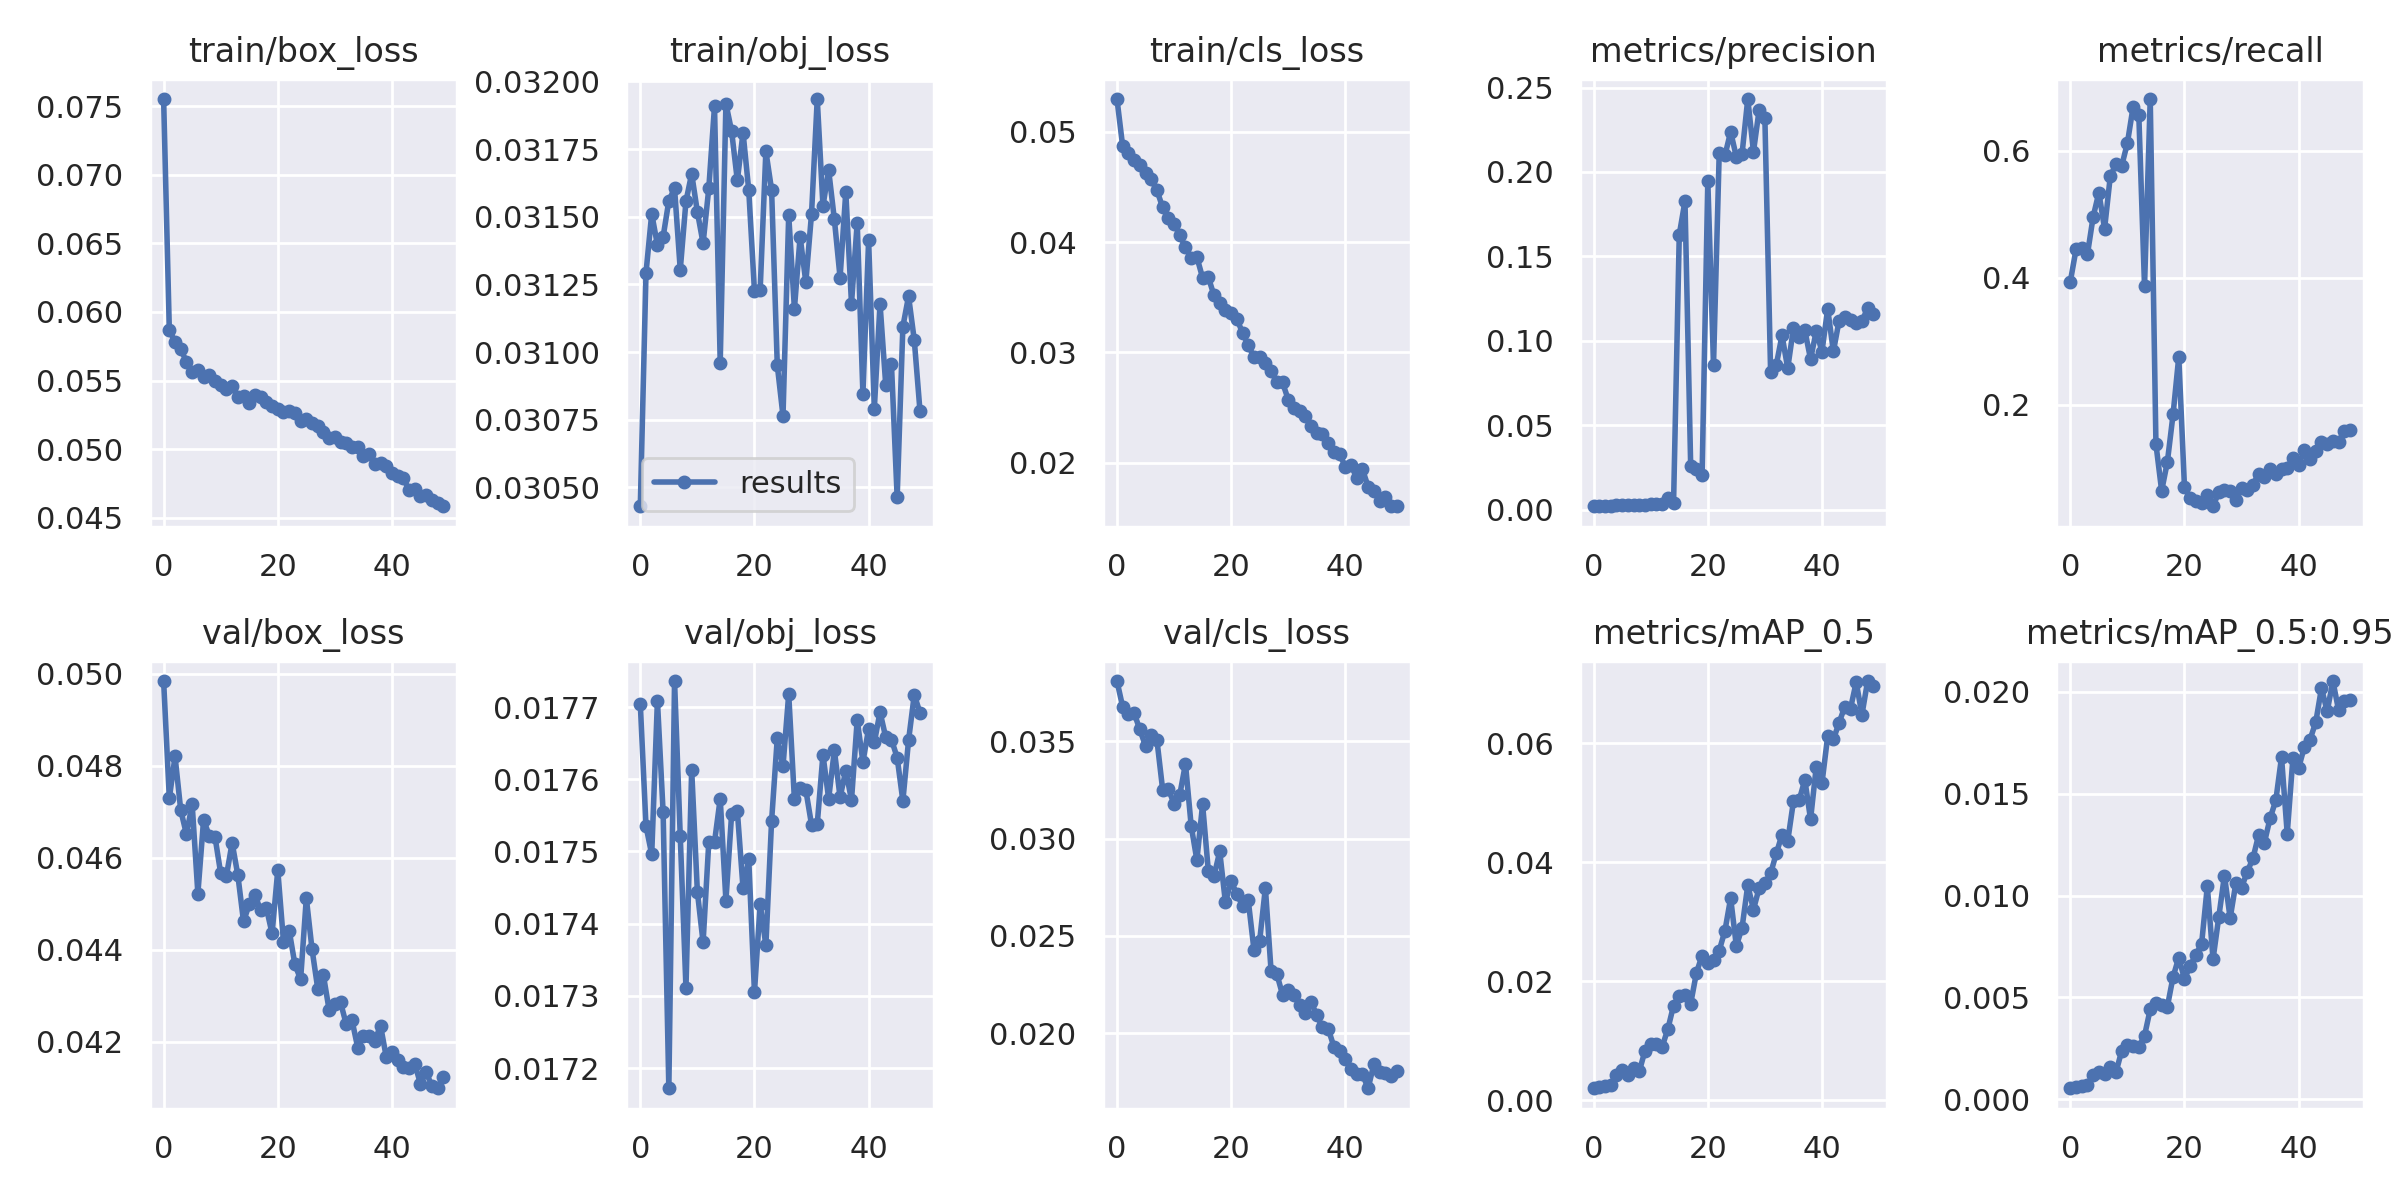 train/box_loss
0.075
0.070
0.065
0.060
0.055
0.050
0.045
0 20 40
train/obj_loss
0.03200
0.03175
0.03150
0.03125
0.03100
0.03075
0.03050
results
0 20 40
train/cls_loss
0.05
0.04
0.03
0.02
0 20 40
metrics/precision
0.25
0.20
0.15
0.10
0.05
0.00
0 20 40
metrics/recall
0.6
0.4
0.2
0 20 40
val/box_loss
0.050
0.048
0.046
0.044
0.042
0 20 40
val/obj_loss
0.0177
0.0176
0.0175
0.0174
0.0173
0.0172
0 20 40
val/cls_loss
0.035
0.030
0.025
0.020
0 20 40
metrics/mAP_0.5
0.06
0.04
0.02
0.00
0 20 40
metrics/mAP_0.5:0.95
0.020
0.015
0.010
0.005
0.000
0 20 40